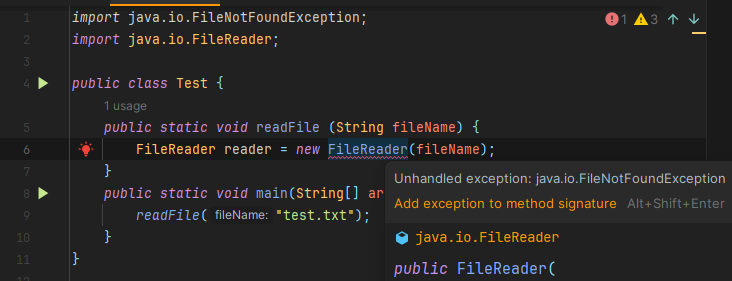 1 import java.io.FileNotFoundException;
1 3
2 import java.io.FileReader;
3
4 public class Test {
1 usage
5 public static void readFile (String fileName) {
6 FileReader reader = new FileReader(fileName);
7 }
8 public static void main(String[] ar
9 readFile( fileName: "test.txt");
10 }
11 }
Unhandled exception: java.io.FileNotFoundException
Add exception to method signature Alt+Shift+Enter
java.io.FileReader
public FileReader(